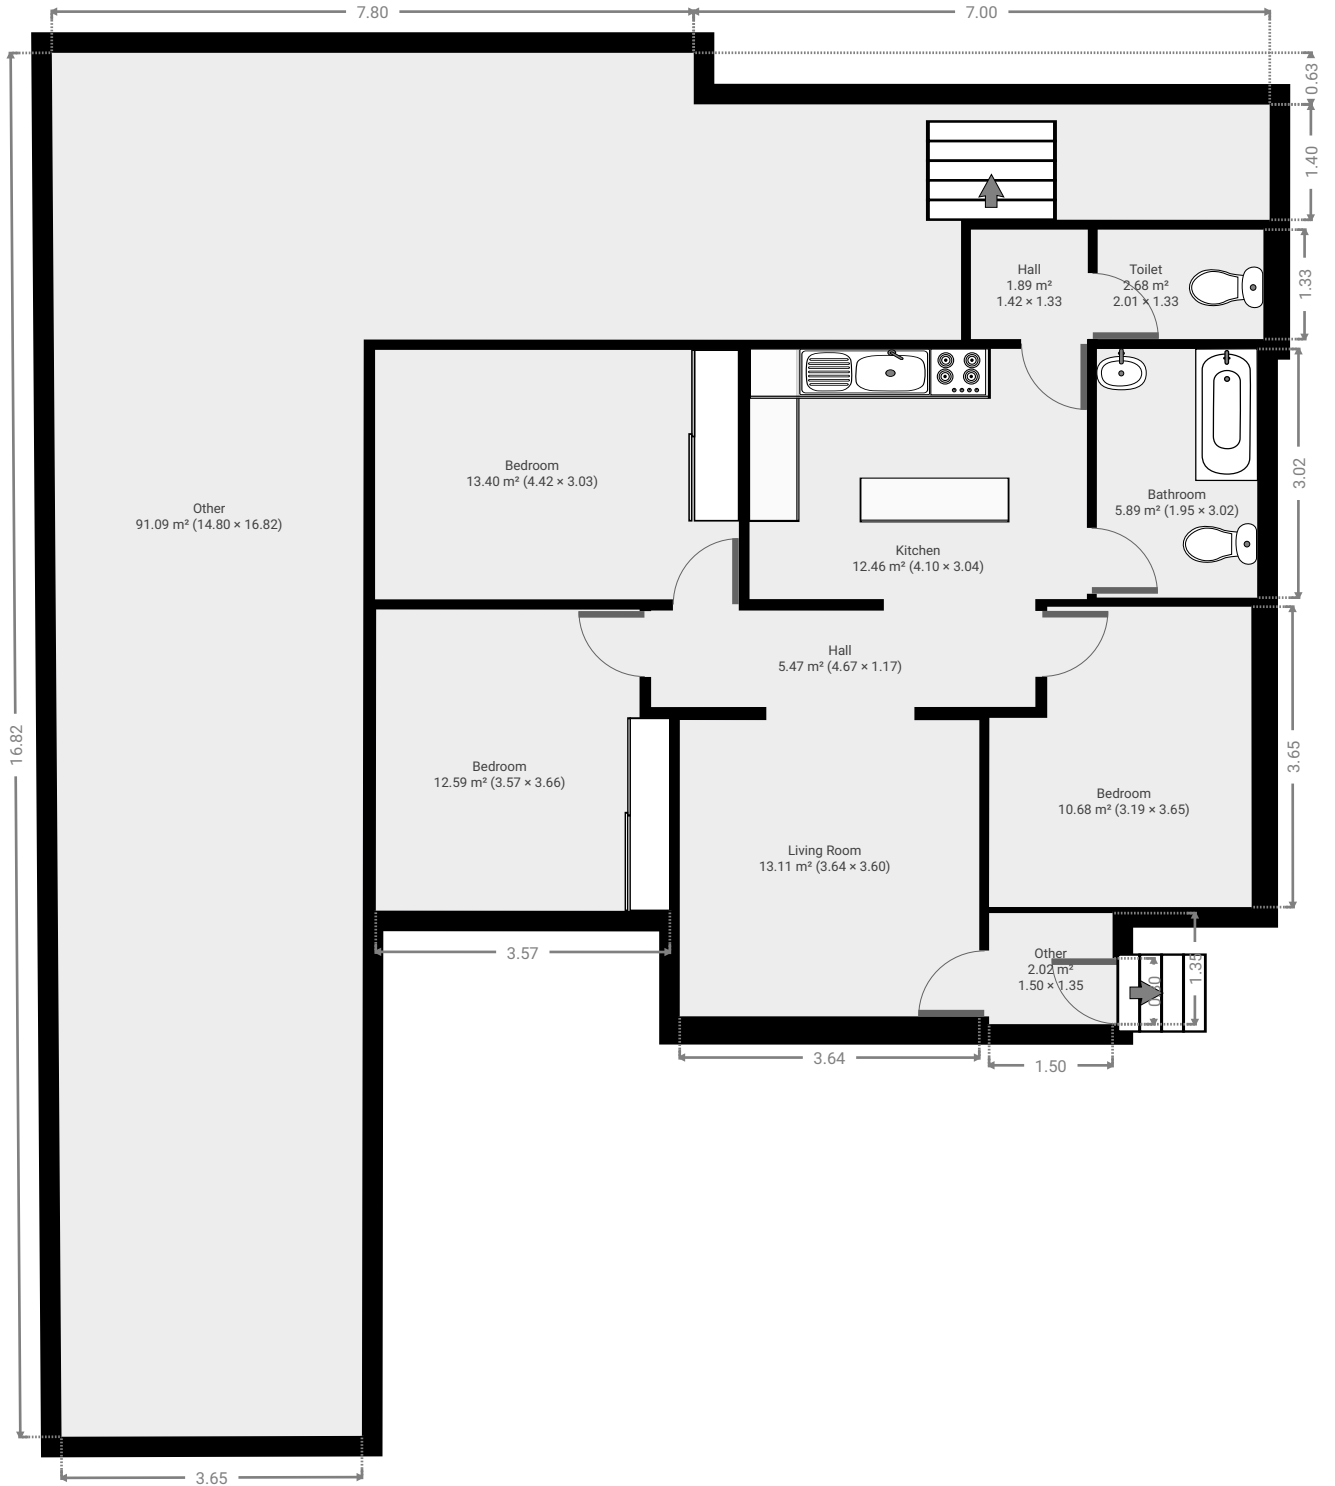 7.80
7.00
0.63
1.40
Hall
1.89 m²
1.42 × 1.33
Toilet
2.68 m²
2.01 × 1.33
1.33
Bedroom
13.40 m² (4.42 × 3.03)
3.02
Bathroom
5.89 m² (1.95 × 3.02)
Other
91.09 m² (14.80 × 16.82)
Kitchen
12.46 m² (4.10 × 3.04)
Hall
5.47 m² (4.67 × 1.17)
16.82
3.65
Bedroom
12.59 m² (3.57 × 3.66)
Bedroom
10.68 m² (3.19 × 3.65)
Living Room
13.11 m² (3.64 × 3.60)
3.57
Other
2.02 m²
1.50 × 1.35
1.35
3.64
1.50
3.65